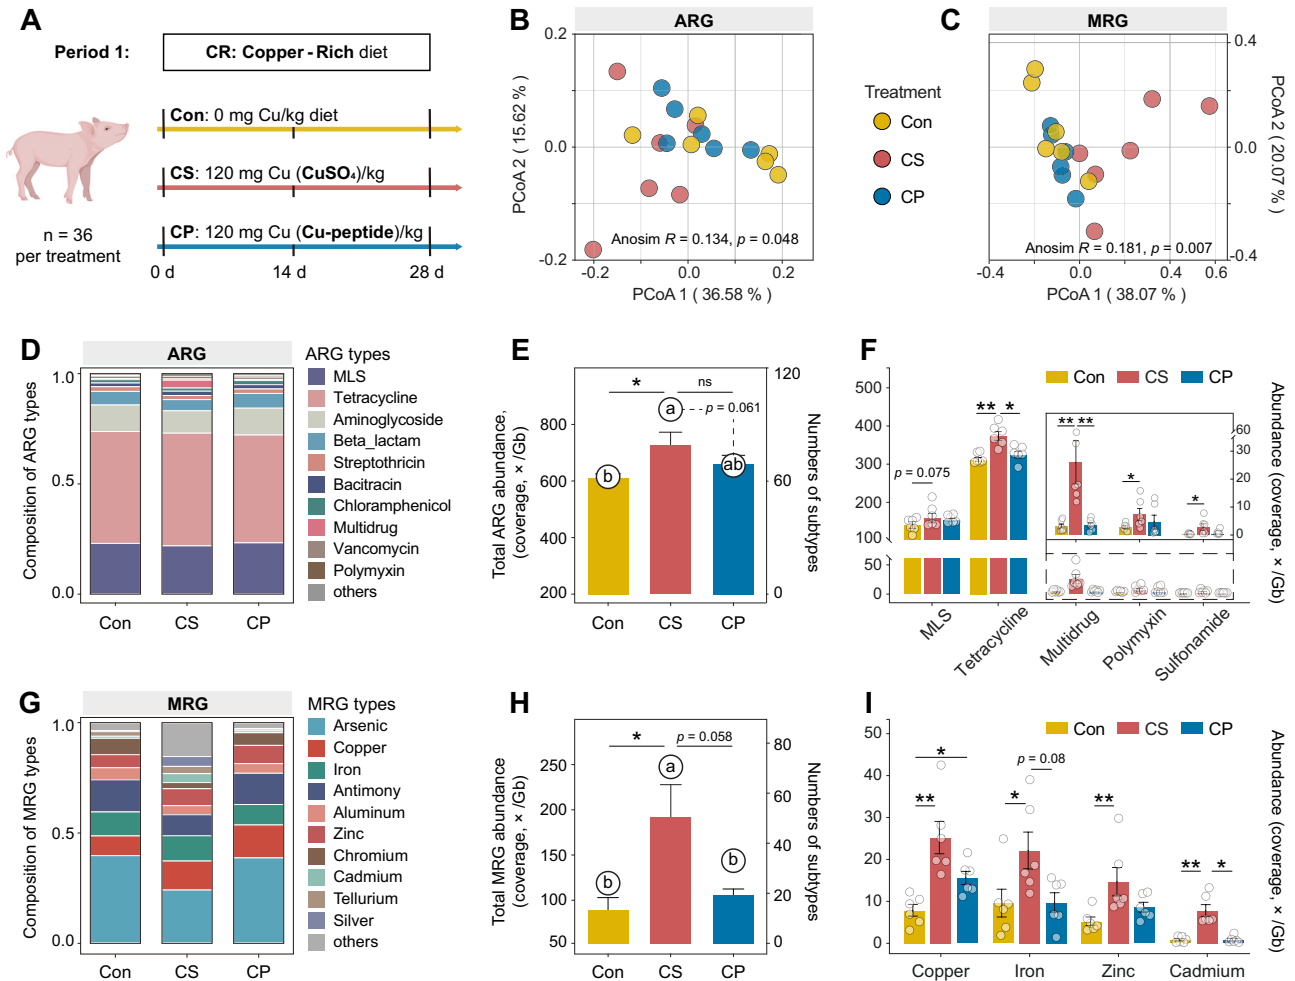 A
Period 1:
CR: Copper - Rich diet
Con: 0 mg Cu/kg diet
CS: 120 mg Cu (CuSO₄)/kg
CP: 120 mg Cu (Cu-peptide)/kg
n = 36
per treatment
0 d
14 d
28 d
B
ARG
0.2
0.0
-0.2
PCoA 2 ( 15.62 % )
Anosim R = 0.134, p = 0.048
-0.2
0.0
0.2
PCoA 1 ( 36.58 % )
Treatment
Con
CS
CP
C
MRG
0.4
0.0
-0.4
PCoA 2 ( 20.07 % )
Anosim R = 0.181, p = 0.007
-0.4
0.0
0.4
0.6
PCoA 1 ( 38.07 % )
D
ARG
1.0
0.5
0.0
Composition of ARG types
Con
CS
CP
ARG types
MLS
Tetracycline
Aminoglycoside
Beta_lactam
Streptothricin
Bacitracin
Chloramphenicol
Multidrug
Vancomycin
Polymyxin
others
E
Total ARG abundance,
(coverage, × /Gb)
800
600
400
200
* ns
a
p = 0.061
b
ab
120
60
0
Numbers of subtypes
Con
CS
CP
F
Con
CS
CP
500
400
300
200
100
50
0
p = 0.075
** *
** **
*
*
60
30
20
10
0
Abundance (coverage, × /Gb)
MLS
Tetracycline
Multidrug
Polymyxin
Sulfonamide
G
MRG
1.0
0.5
0.0
Composition of MRG types
Con
CS
CP
MRG types
Arsenic
Copper
Iron
Antimony
Aluminum
Zinc
Chromium
Cadmium
Tellurium
Silver
others
H
Total MRG abundance
(coverage, × /Gb)
250
200
150
100
50
* p = 0.058
a
b
b
80
60
40
20
0
Numbers of subtypes
Con
CS
CP
I
Con
CS
CP
50
40
30
20
10
0
*
**
p = 0.08
*
**
** *
Abundance (coverage, × /Gb)
Copper
Iron
Zinc
Cadmium